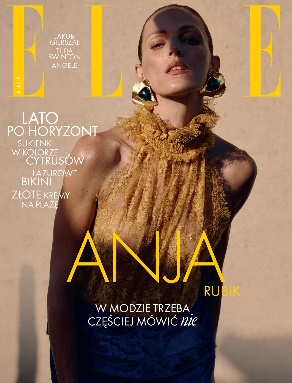 ELLE
JAKUB
GIERSZAŁ
TILDA
SWINTON
ANGÈLE
LATO
PO HORYZONT
SUKIENKI
W KOLORZE
CYTRUSÓW
LAZUROWE
BIKINI
ZŁOTE KREMY
NA PLAŻĘ
ANJA
RUBIK
W MODZIE TRZEBA
CZĘŚCIEJ MÓWIĆ nie